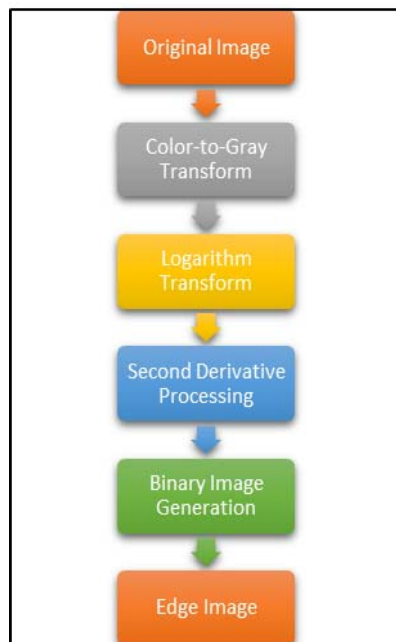 Original Image
Color-to-Gray
Transform
Logarithm
Transform
Second Derivative
Processing
Binary Image
Generation
Edge Image